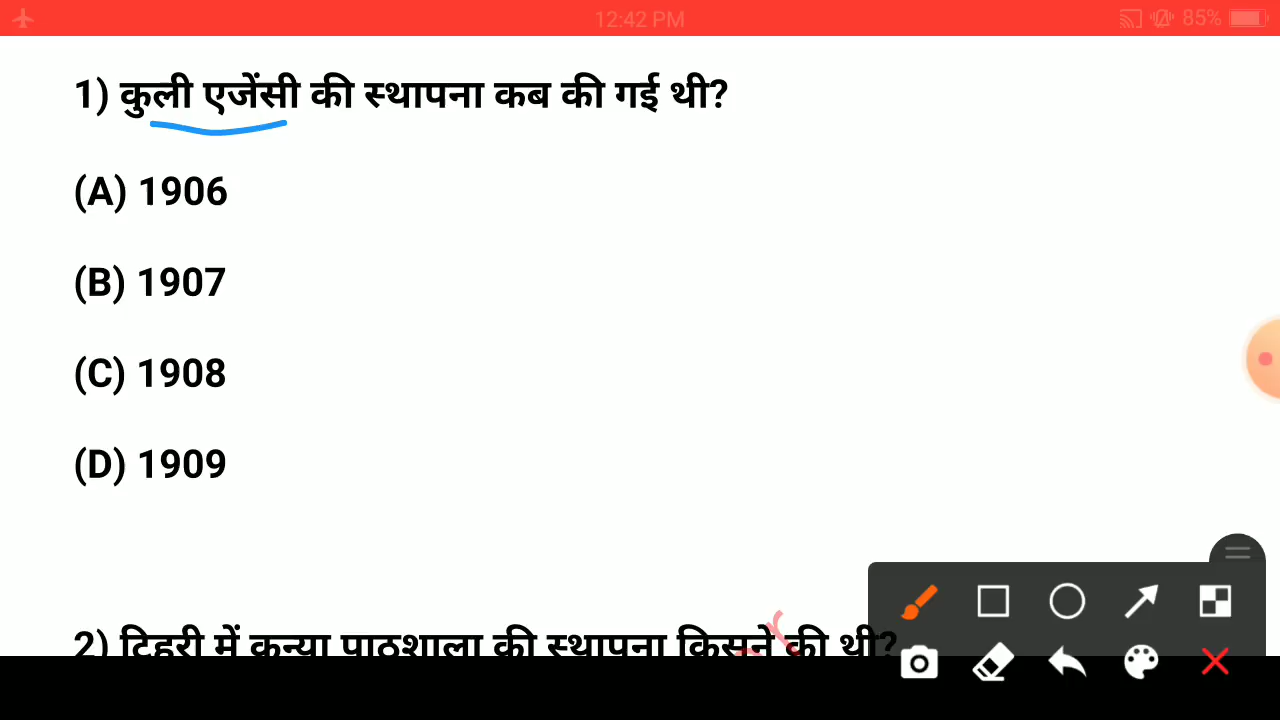 12:42 PM
85%
1) कुली एजेंसी की स्थापना कब की गई थी?
(A) 1906
(B) 1907
(C) 1908
(D) 1909
2) टिहरी में कन्या पाठशाला की स्थापना किसने की थी?